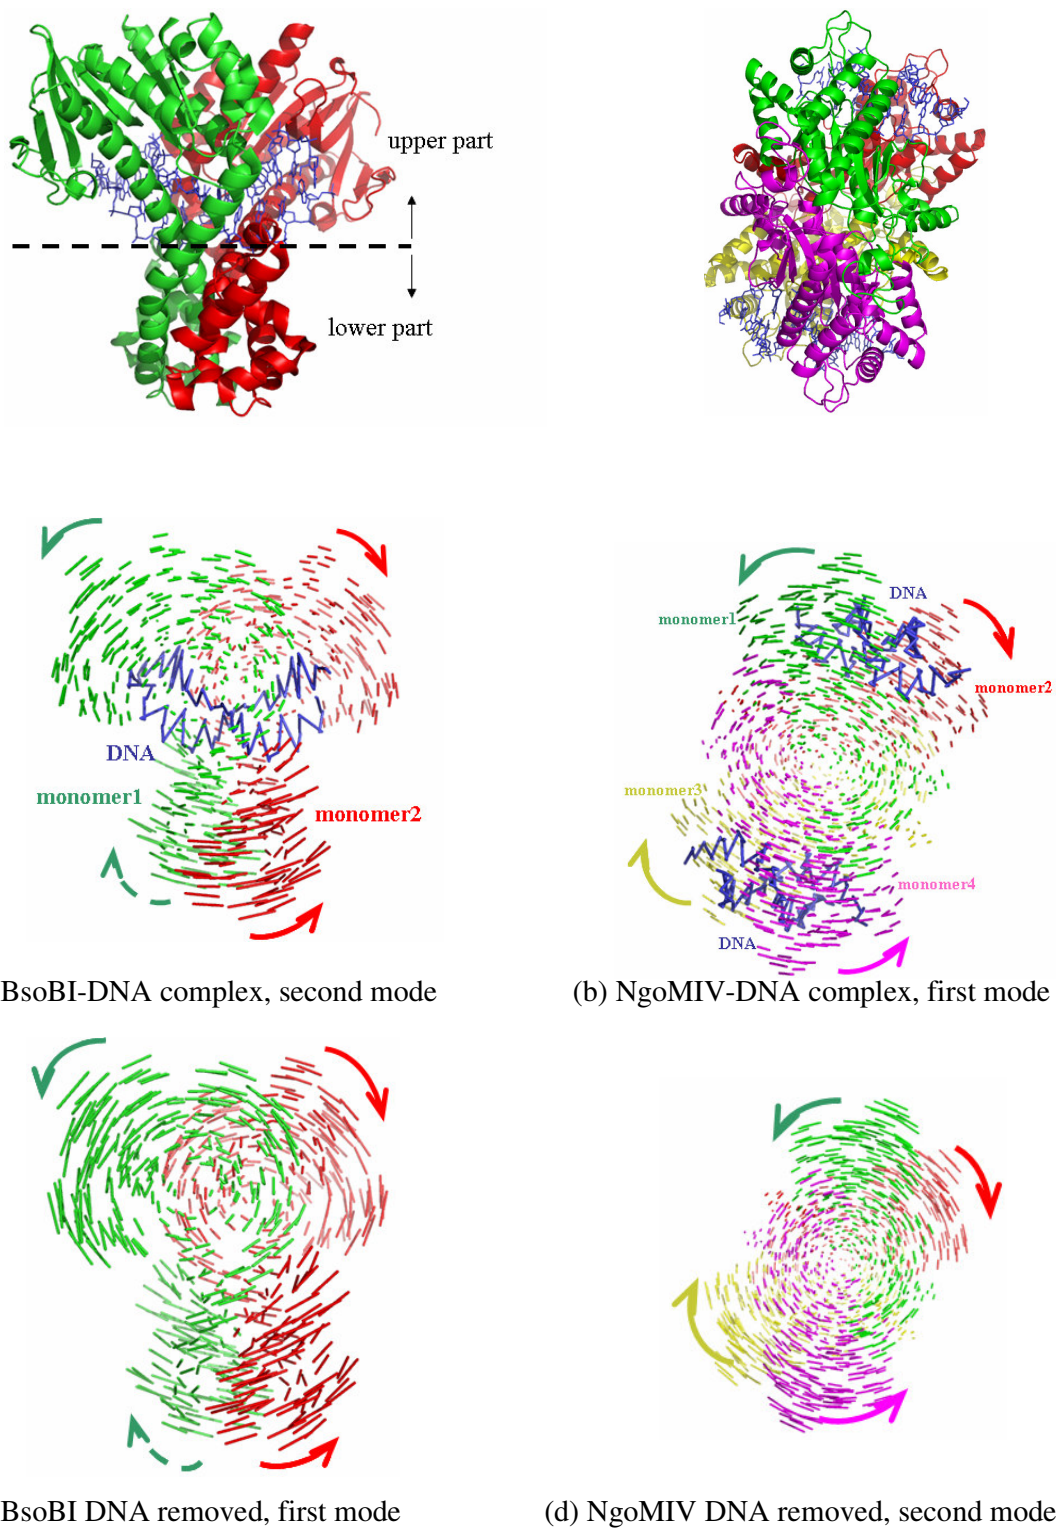 upper part
lower part
DNA
monomer1
monomer2
DNA
monomer1
monomer2
monomer3
monomer4
DNA
BsoBI-DNA complex, second mode
(b) NgoMIV-DNA complex, first mode
BsoBI DNA removed, first mode
(d) NgoMIV DNA removed, second mode